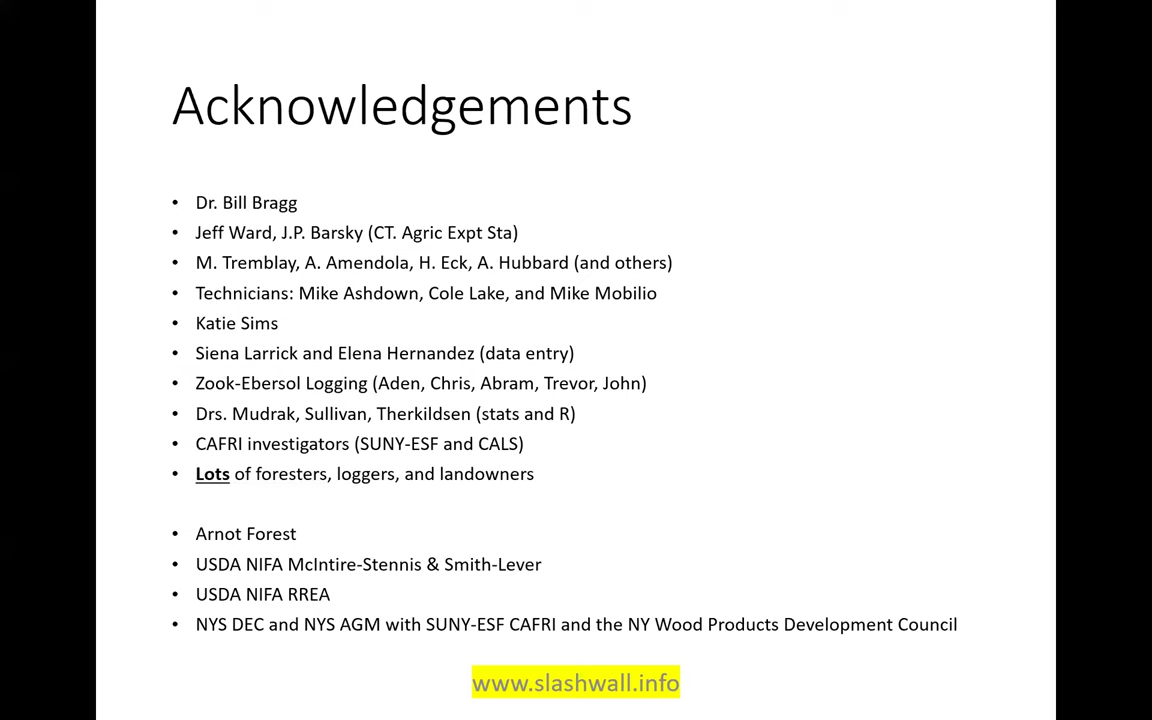 Acknowledgements
• Dr. Bill Bragg
• Jeff Ward, J.P. Barsky (CT. Agric Expt Sta)
• M. Tremblay, A. Amendola, H. Eck, A. Hubbard (and others)
• Technicians: Mike Ashdown, Cole Lake, and Mike Mobilio
• Katie Sims
• Siena Larrick and Elena Hernandez (data entry)
• Zook-Ebersol Logging (Aden, Chris, Abram, Trevor, John)
• Drs. Mudrak, Sullivan, Therkildsen (stats and R)
• CAFRI investigators (SUNY-ESF and CALS)
• Lots of foresters, loggers, and landowners
• Arnot Forest
• USDA NIFA McIntire-Stennis & Smith-Lever
• USDA NIFA RREA
• NYS DEC and NYS AGM with SUNY-ESF CAFRI and the NY Wood Products Development Council
www.slashwall.info